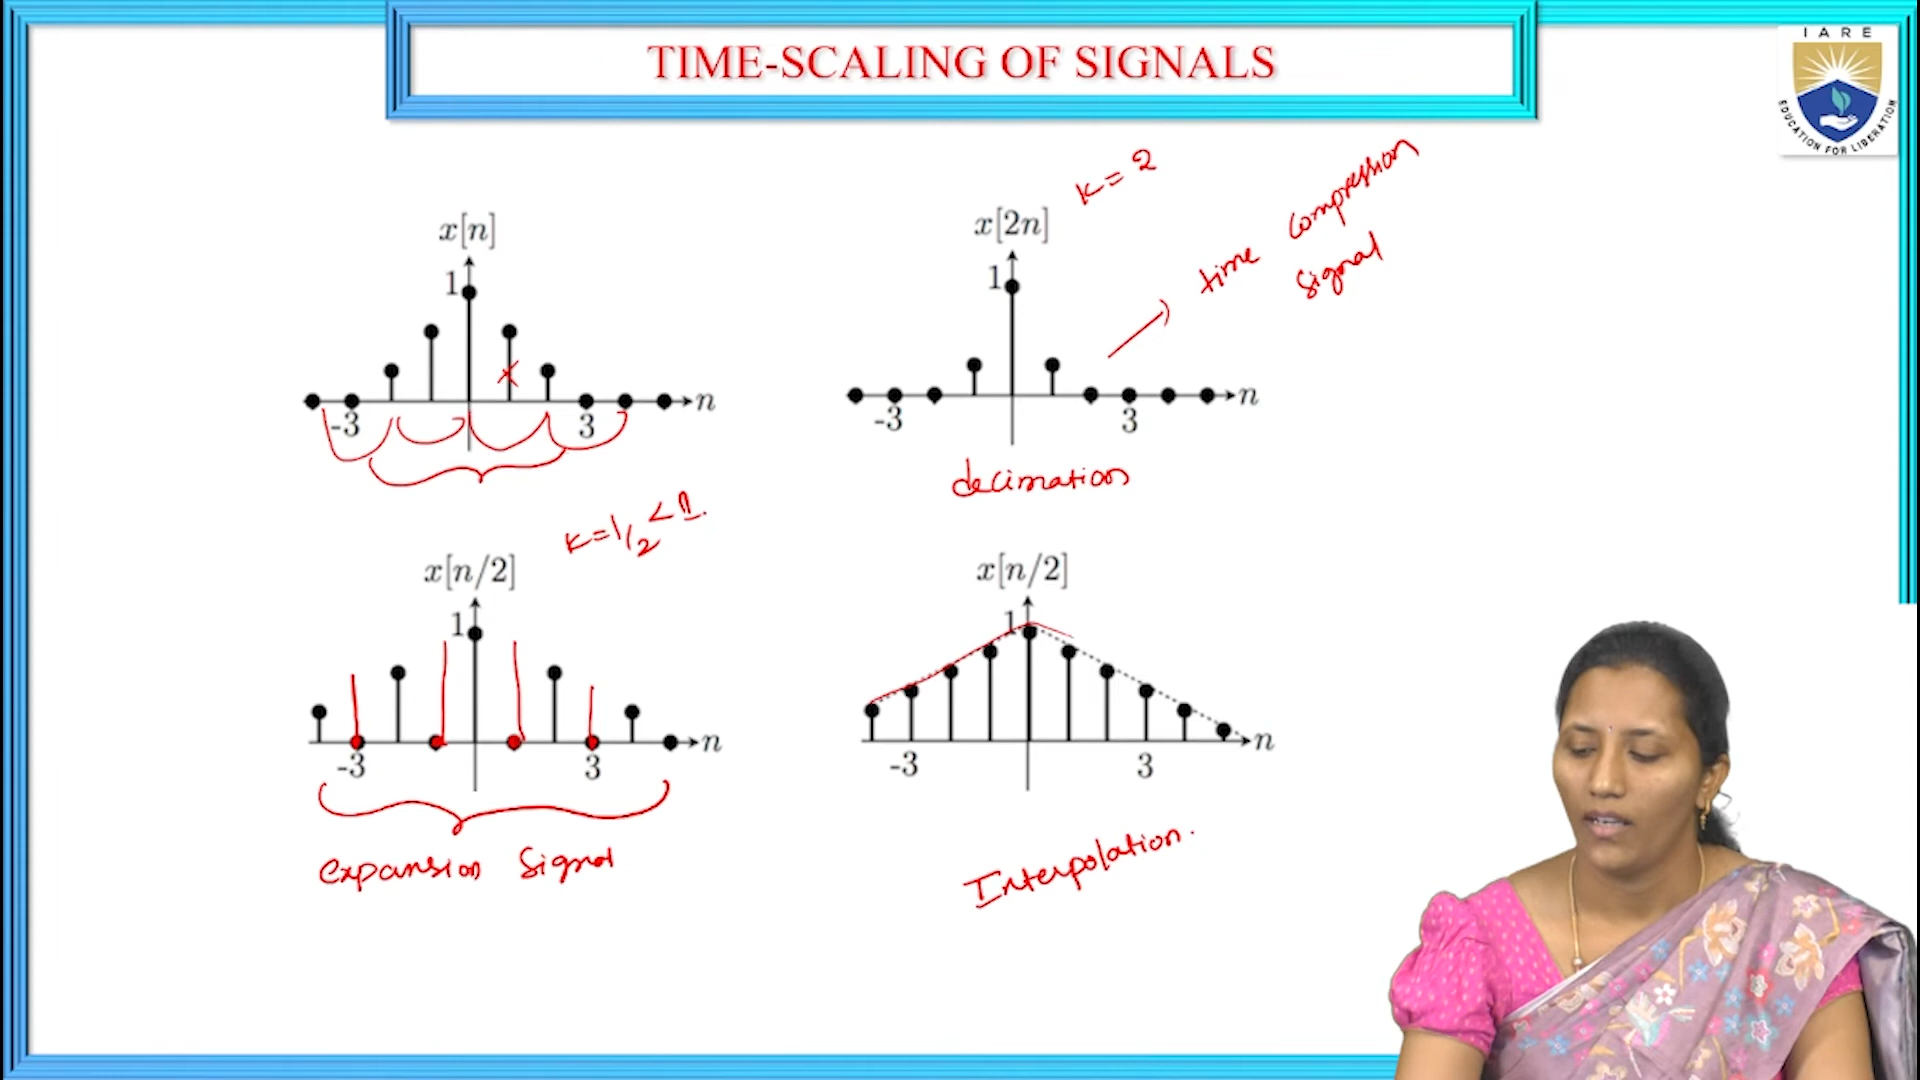 TIME-SCALING OF SIGNALS
IARE
EDUCATION FOR LIBERATION
K = 2
time compression
signal
x[n]
1
-3
3
n
x[2n]
1
-3
3
n
decimation
K = 1/2 < 1.
x[n/2]
1
-3
3
n
expansion signal
x[n/2]
1
-3
3
n
Interpolation.